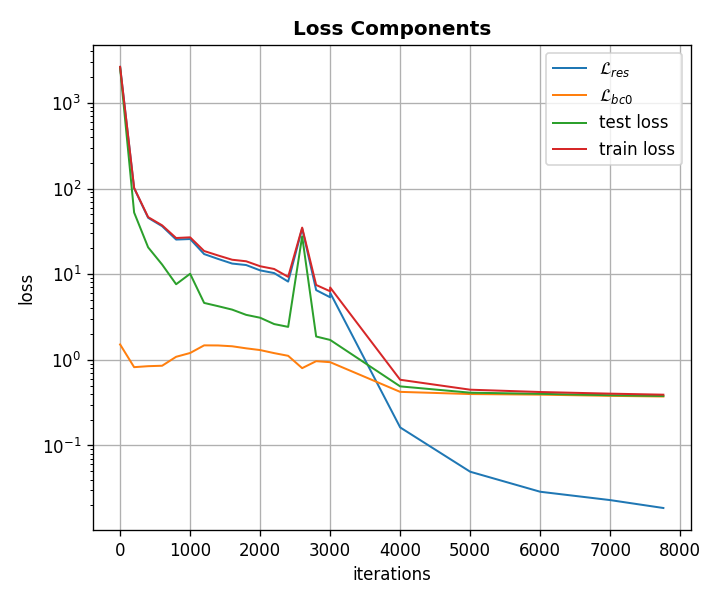 Loss Components
ℒ_res
ℒ_bc0
test loss
train loss
10^3
10^2
10^1
10^0
10^−1
loss
0 1000 2000 3000 4000 5000 6000 7000 8000
iterations